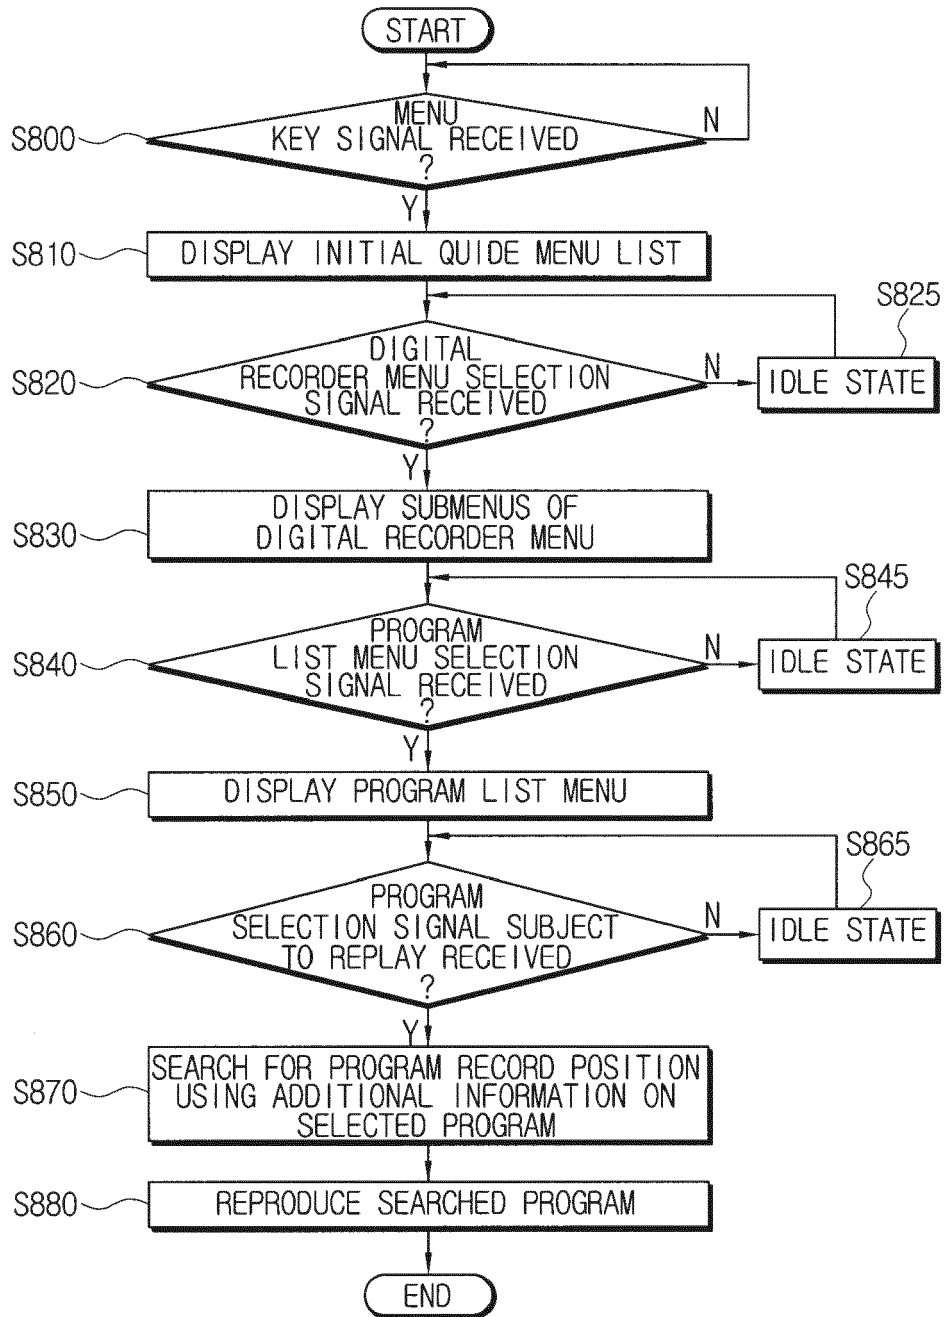 START
MENU
KEY SIGNAL RECEIVED
?
N
S800
Y
S810
DISPLAY INITIAL QUIDE MENU LIST
S825
DIGITAL
RECORDER MENU SELECTION
SIGNAL RECEIVED
?
N
S820
IDLE STATE
Y
S830
DISPLAY SUBMENUS OF
DIGITAL RECORDER MENU
S845
PROGRAM
LIST MENU SELECTION
SIGNAL RECEIVED
?
N
S840
IDLE STATE
Y
S850
DISPLAY PROGRAM LIST MENU
S865
PROGRAM
SELECTION SIGNAL SUBJECT
TO REPLAY RECEIVED
?
N
S860
IDLE STATE
Y
S870
SEARCH FOR PROGRAM RECORD POSITION
USING ADDITIONAL INFORMATION ON
SELECTED PROGRAM
S880
REPRODUCE SEARCHED PROGRAM
END